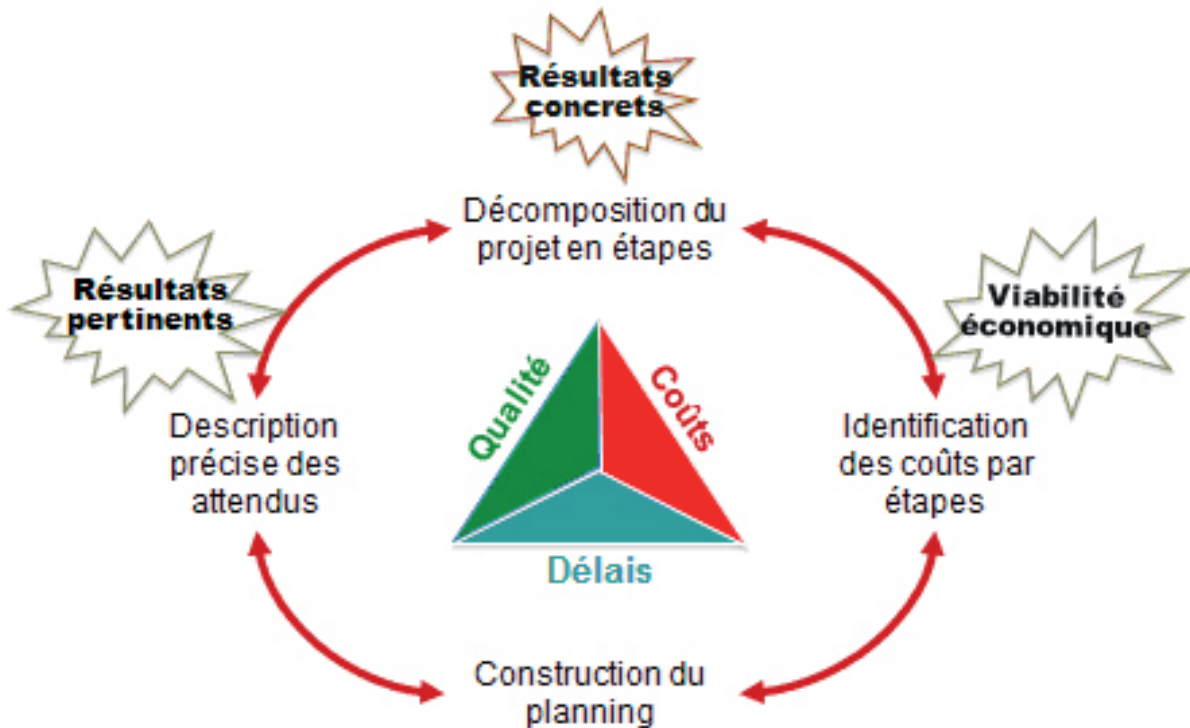 Résultats
concrets
Décomposition du
projet en étapes
Résultats
pertinents
Viabilité
économique
Qualité
Coûts
Description
précise des
attendus
Identification
des coûts par
étapes
Délais
Construction du
planning